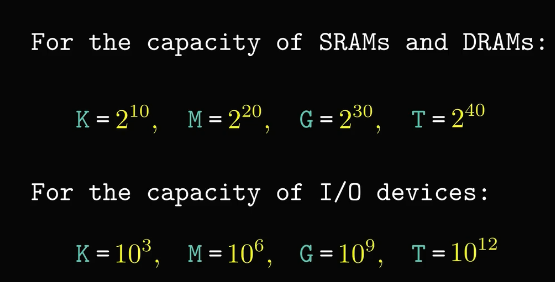 For the capacity of SRAMs and DRAMs:
K = 2^10, M = 2^20, G = 2^30, T = 2^40
For the capacity of I/O devices:
K = 10^3, M = 10^6, G = 10^9, T = 10^12